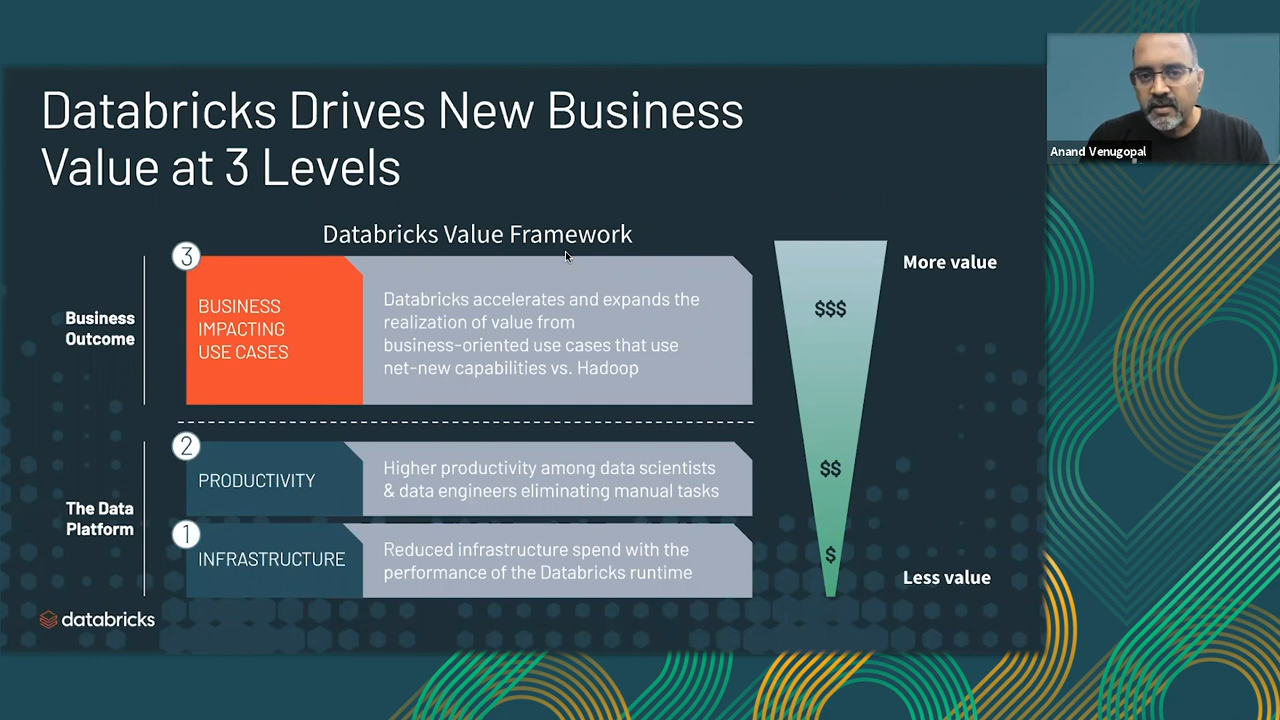 Databricks Drives New Business
Value at 3 Levels
Anand Venugopal
Databricks Value Framework
3
More value
Business
Outcome
BUSINESS
IMPACTING
USE CASES
Databricks accelerates and expands the
realization of value from
business-oriented use cases that use
net-new capabilities vs. Hadoop
$$$
2
The Data
Platform
PRODUCTIVITY
Higher productivity among data scientists
& data engineers eliminating manual tasks
$$
1
INFRASTRUCTURE
Reduced infrastructure spend with the
performance of the Databricks runtime
$
Less value
databricks